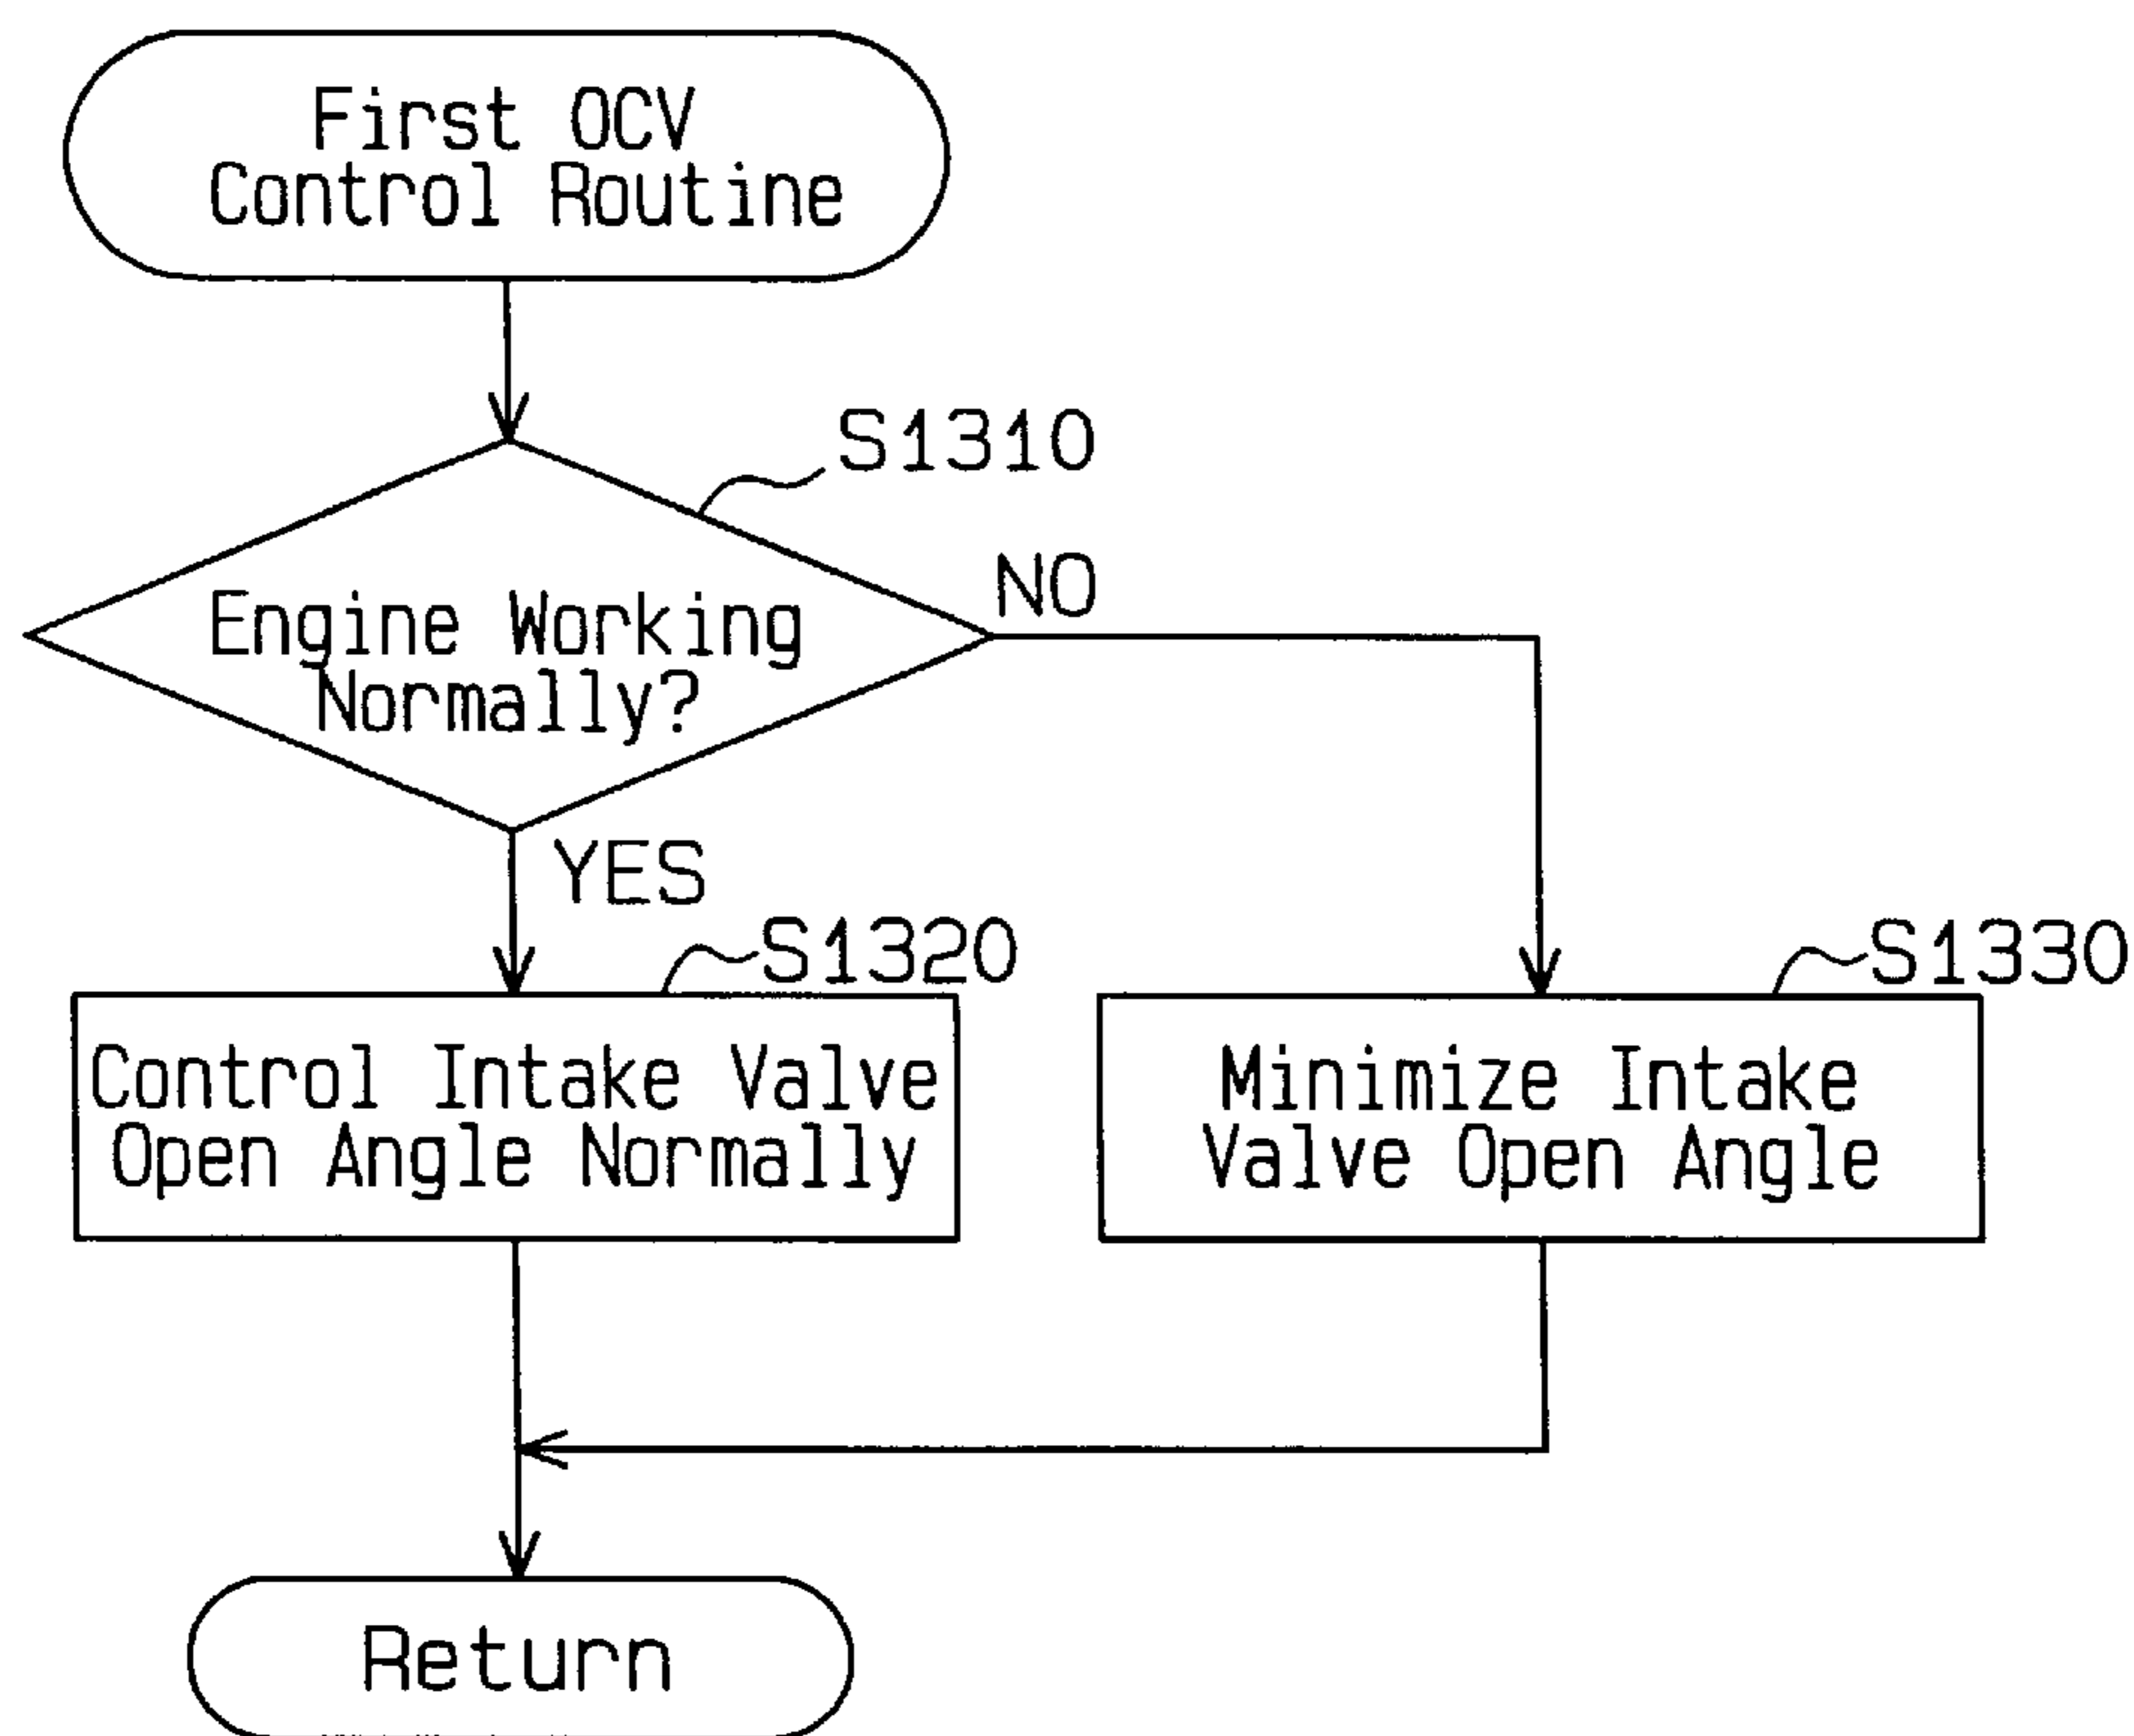 First OCV
Control Routine
S1310
NO
Engine Working
Normally?
YES
S1320
S1330
Control Intake Valve
Open Angle Normally
Minimize Intake
Valve Open Angle
Return